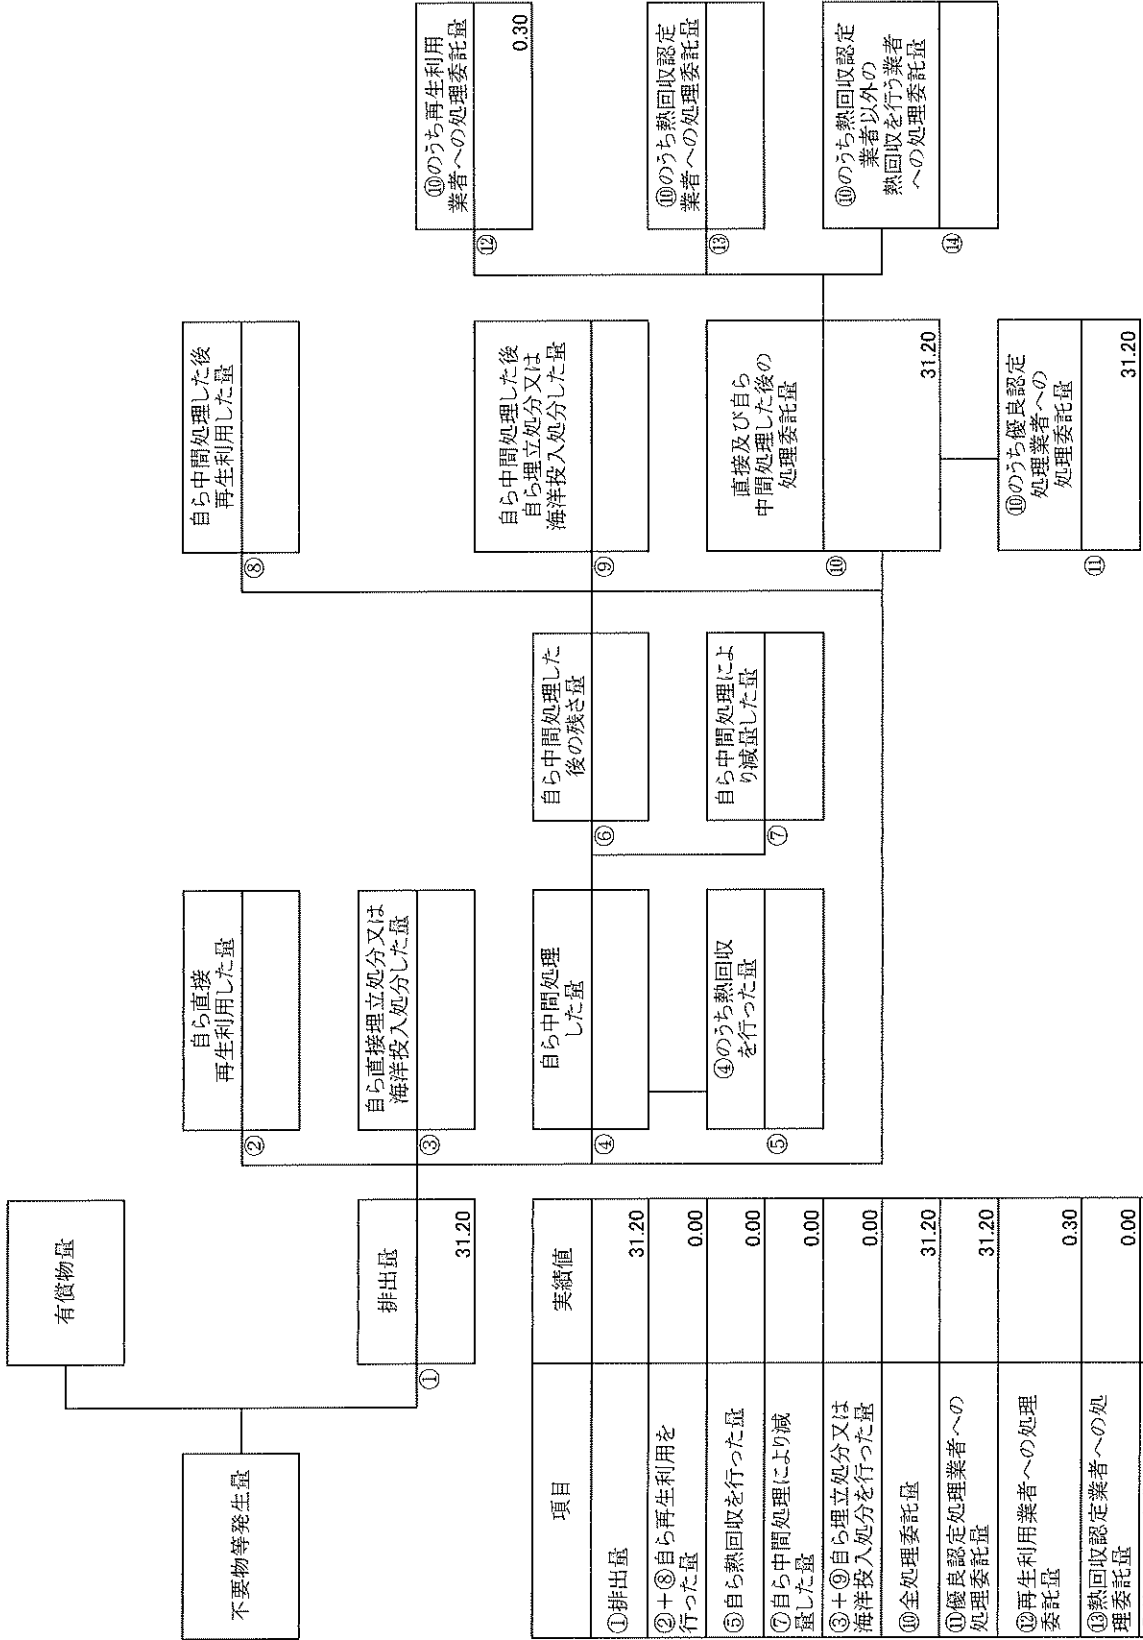 不要物等発生量
有償物量
排出量
①
31.20
②
自ら直接
再生利用した量
③
自ら直接埋立処分又は
海洋投入処分した量
④
自ら中間処理
した量
⑤
④のうち熱回収
を行った量
⑥
自ら中間処理した
後の残さ量
⑦
自ら中間処理によ
り減量した量
⑧
自ら中間処理した後
再生利用した量
⑨
自ら中間処理した後
自ら埋立処分又は
海洋投入処分した量
⑩
直接及び自ら
中間処理した後の
処理委託量
31.20
⑪
⑩のうち優良認定
処理業者への
処理委託量
31.20
⑫
⑩のうち再生利用
業者への処理委託量
0.30
⑬
⑩のうち熱回収認定
業者への処理委託量
⑭
⑩のうち熱回収認定
業者以外の
熱回収を行う業者
への処理委託量
項目 実績値
①排出量 31.20
②+⑧自ら再生利用を
行った量 0.00
⑤自ら熱回収を行った量 0.00
⑦自ら中間処理により減
量した量 0.00
③+⑨自ら埋立処分又は
海洋投入処分を行った量 0.00
⑩全処理委託量 31.20
⑪優良認定処理業者への
処理委託量 31.20
⑫再生利用業者への処理
委託量 0.30
⑬熱回収認定業者への処
理委託量 0.00